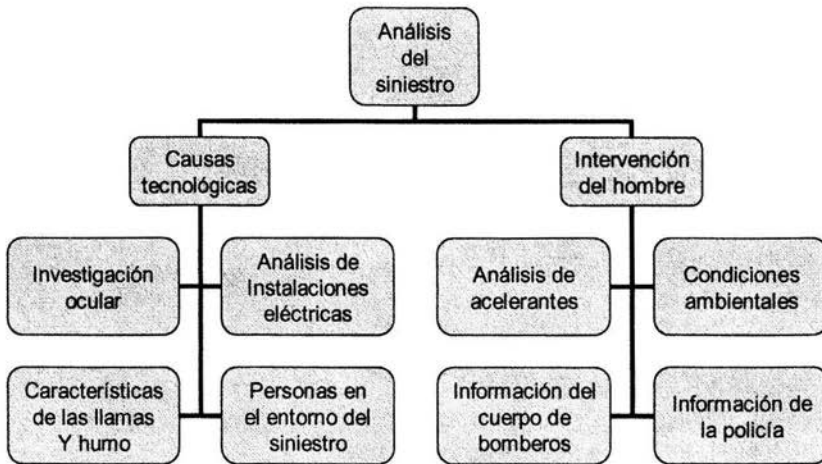 Análisis
del
siniestro
Causas
tecnológicas
Intervención
del hombre
Investigación
ocular
Análisis de
Instalaciones
eléctricas
Análisis de
acelerantes
Condiciones
ambientales
Características
de las llamas
Y humo
Personas en
el entorno del
siniestro
Información del
cuerpo de
bomberos
Información de
la policía